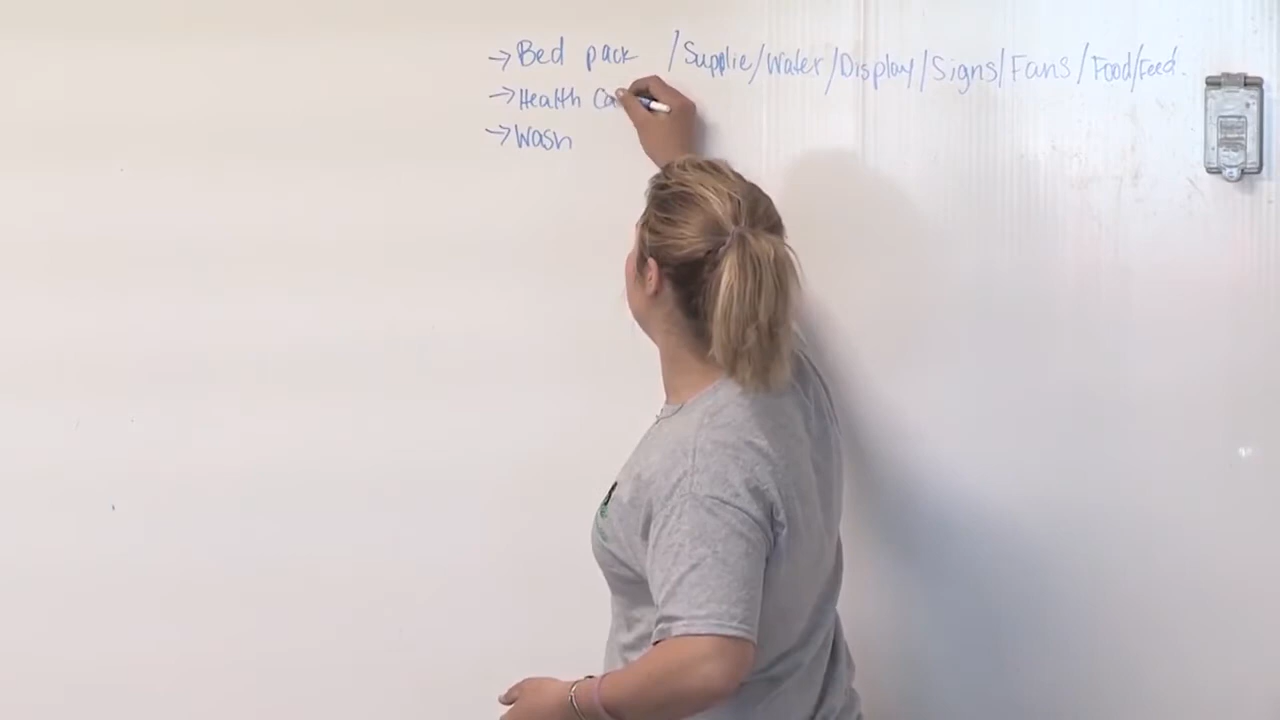 →Bed pack /Supplie/Water/Display/Signs/Fans/Food/Feed.
→Health Ca
→Wash